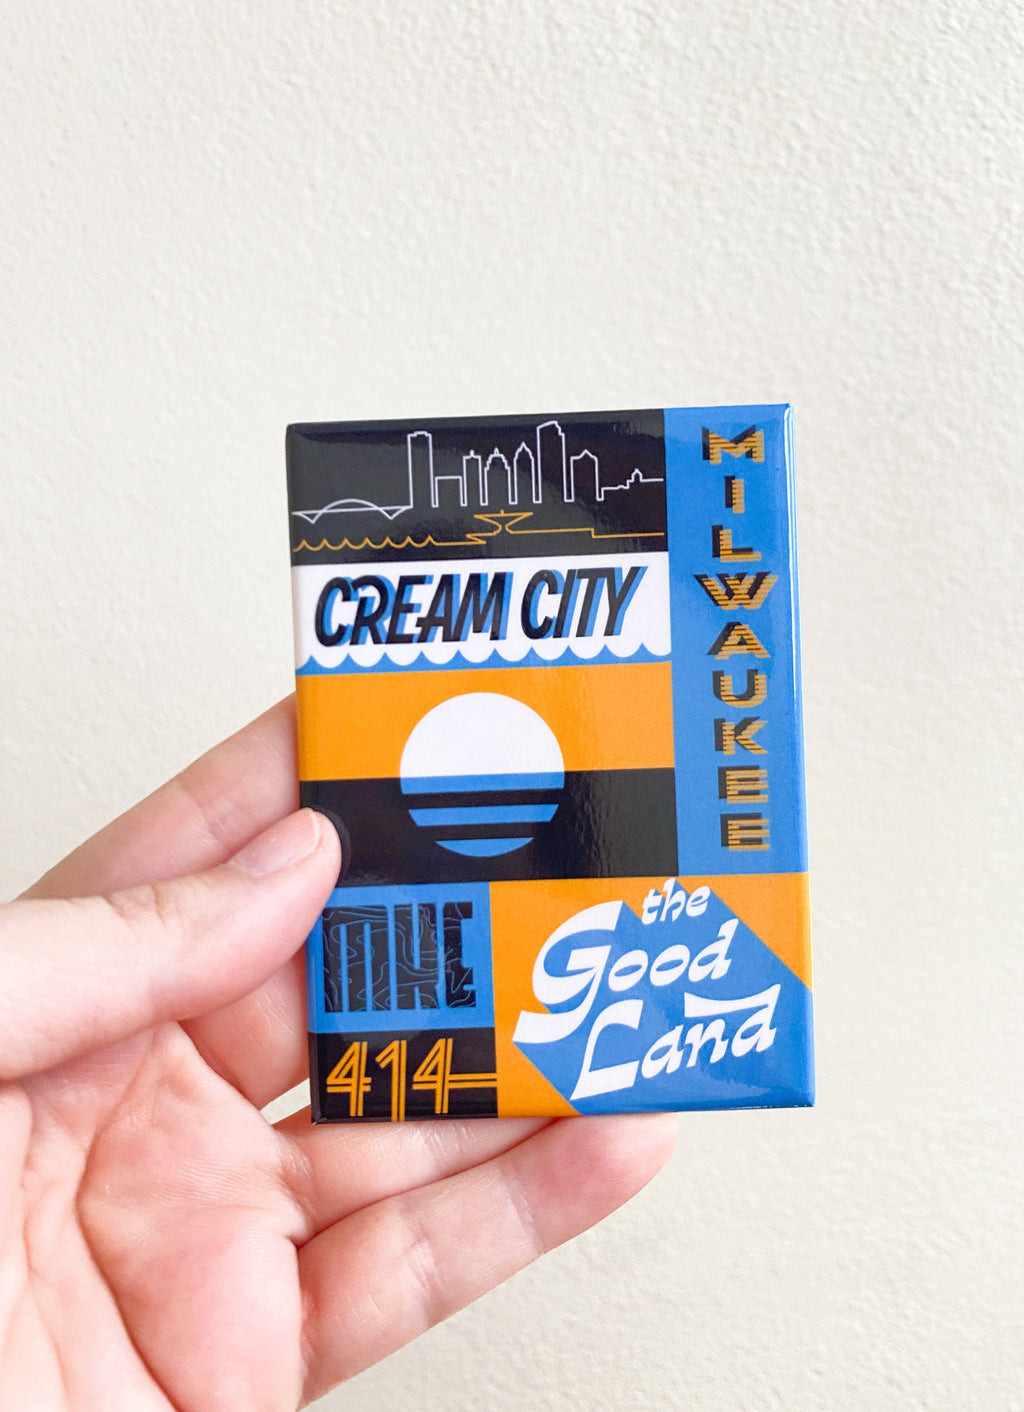 CREAM CITY
MILWAUKEE
MKE
414
the
Good
Land